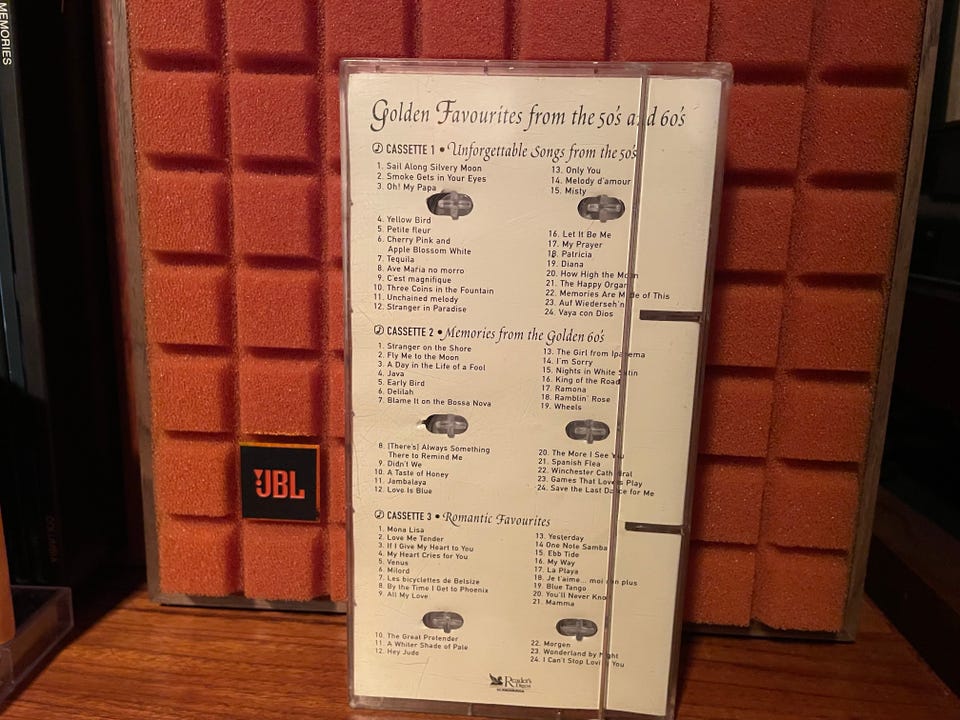 MEMORIES
Golden Favourites from the 50's and 60's
CASSETTE 1 • Unforgettable Songs from the 50's
1. Sail Along Silvery Moon
2. Smoke Gets in Your Eyes
3. Oh! My Papa
4. Yellow Bird
5. Petite fleur
6. Cherry Pink and
Apple Blossom White
7. Tequila
8. Ave Maria no morro
9. C'est magnifique
10. Three Coins in the Fountain
11. Unchained melody
12. Stranger in Paradise
13. Only You
14. Melody d'amour
15. Misty
16. Let It Be Me
17. My Prayer
18. Patricia
19. Diana
20. How High the Moon
21. The Happy Organ
22. Memories Are Made of This
23. Auf Wiederseh'n
24. Vaya con Dios
CASSETTE 2 • Memories from the Golden 60's
1. Stranger on the Shore
2. Fly Me to the Moon
3. A Day in the Life of a Fool
4. Java
5. Early Bird
6. Delilah
7. Blame It on the Bossa Nova
8. (There's) Always Something
There to Remind Me
9. Didn't We
10. A Taste of Honey
11. Jambalaya
12. Love Is Blue
13. The Girl from Ipanema
14. I'm Sorry
15. Nights in White Satin
16. King of the Road
17. Ramona
18. Ramblin' Rose
19. Wheels
20. The More I See You
21. Spanish Flea
22. Winchester Cathedral
23. Games That Lovers Play
24. Save the Last Dance for Me
CASSETTE 3 • Romantic Favourites
1. Mona Lisa
2. Love Me Tender
3. If I Give My Heart to You
4. My Heart Cries for You
5. Venus
6. Milord
7. Les bicyclettes de Belsize
8. By the Time I Get to Phoenix
9. All My Love
10. The Great Pretender
11. A Whiter Shade of Pale
12. Hey Jude
13. Yesterday
14 One Note Samba
15. Ebb Tide
16. My Way
17. La Playa
18. Je t'aime... moi non plus
19. Blue Tango
20. You'll Never Know
21. Mamma
22. Morgen
23. Wonderland by Night
24. I Can't Stop Loving You
Reader's
Digest
JBL